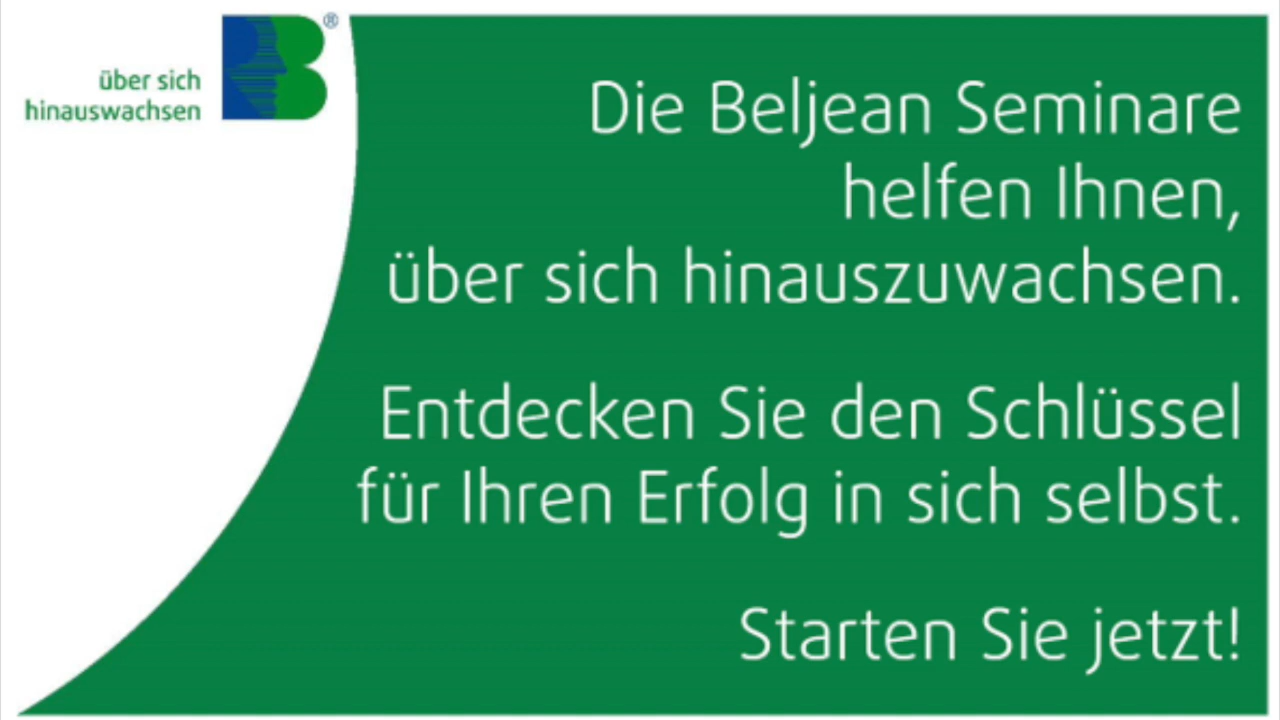 über sich
hinauswachsen
®
Die Beljean Seminare
helfen Ihnen,
über sich hinauszuwachsen.
Entdecken Sie den Schlüssel
für Ihren Erfolg in sich selbst.
Starten Sie jetzt!